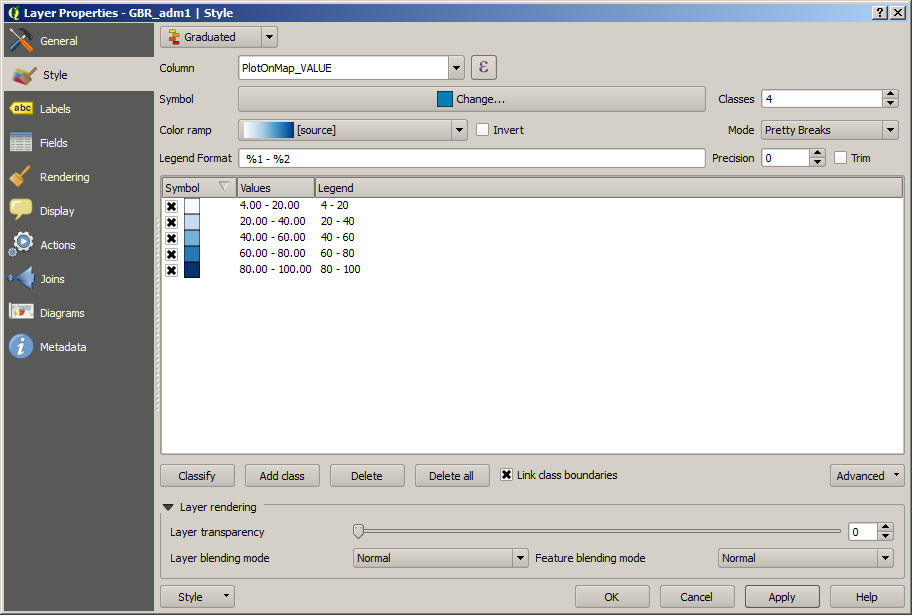 Layer Properties - GBR_adm1 | Style
General
Style
Labels
Fields
Rendering
Display
Actions
Joins
Diagrams
Metadata
Graduated
Column PlotOnMap_VALUE ε
Symbol Change... Classes 4
Color ramp [source] Invert Mode Pretty Breaks
Legend Format %1 - %2 Precision 0 Trim
Symbol Values Legend
4.00 - 20.00 4 - 20
20.00 - 40.00 20 - 40
40.00 - 60.00 40 - 60
60.00 - 80.00 60 - 80
80.00 - 100.00 80 - 100
Classify Add class Delete Delete all Link class boundaries Advanced
Layer rendering
Layer transparency 0
Layer blending mode Normal Feature blending mode Normal
Style OK Cancel Apply Help